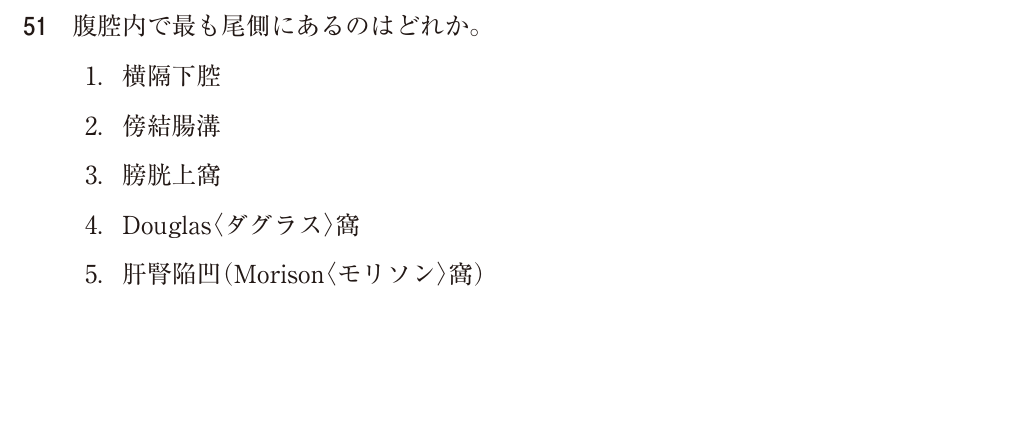 51 腹腔内で最も尾側にあるのはどれか。
1. 横隔下腔
2. 傍結腸溝
3. 膀胱上窩
4. Douglas〈ダグラス〉窩
5. 肝腎陥凹(Morison〈モリソン〉窩)